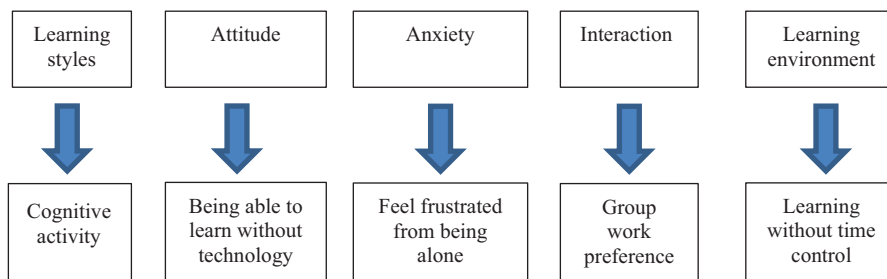 Learning
styles
Attitude
Anxiety
Interaction
Learning
environment
Cognitive
activity
Being able to
learn without
technology
Feel frustrated
from being
alone
Group
work
preference
Learning
without time
control